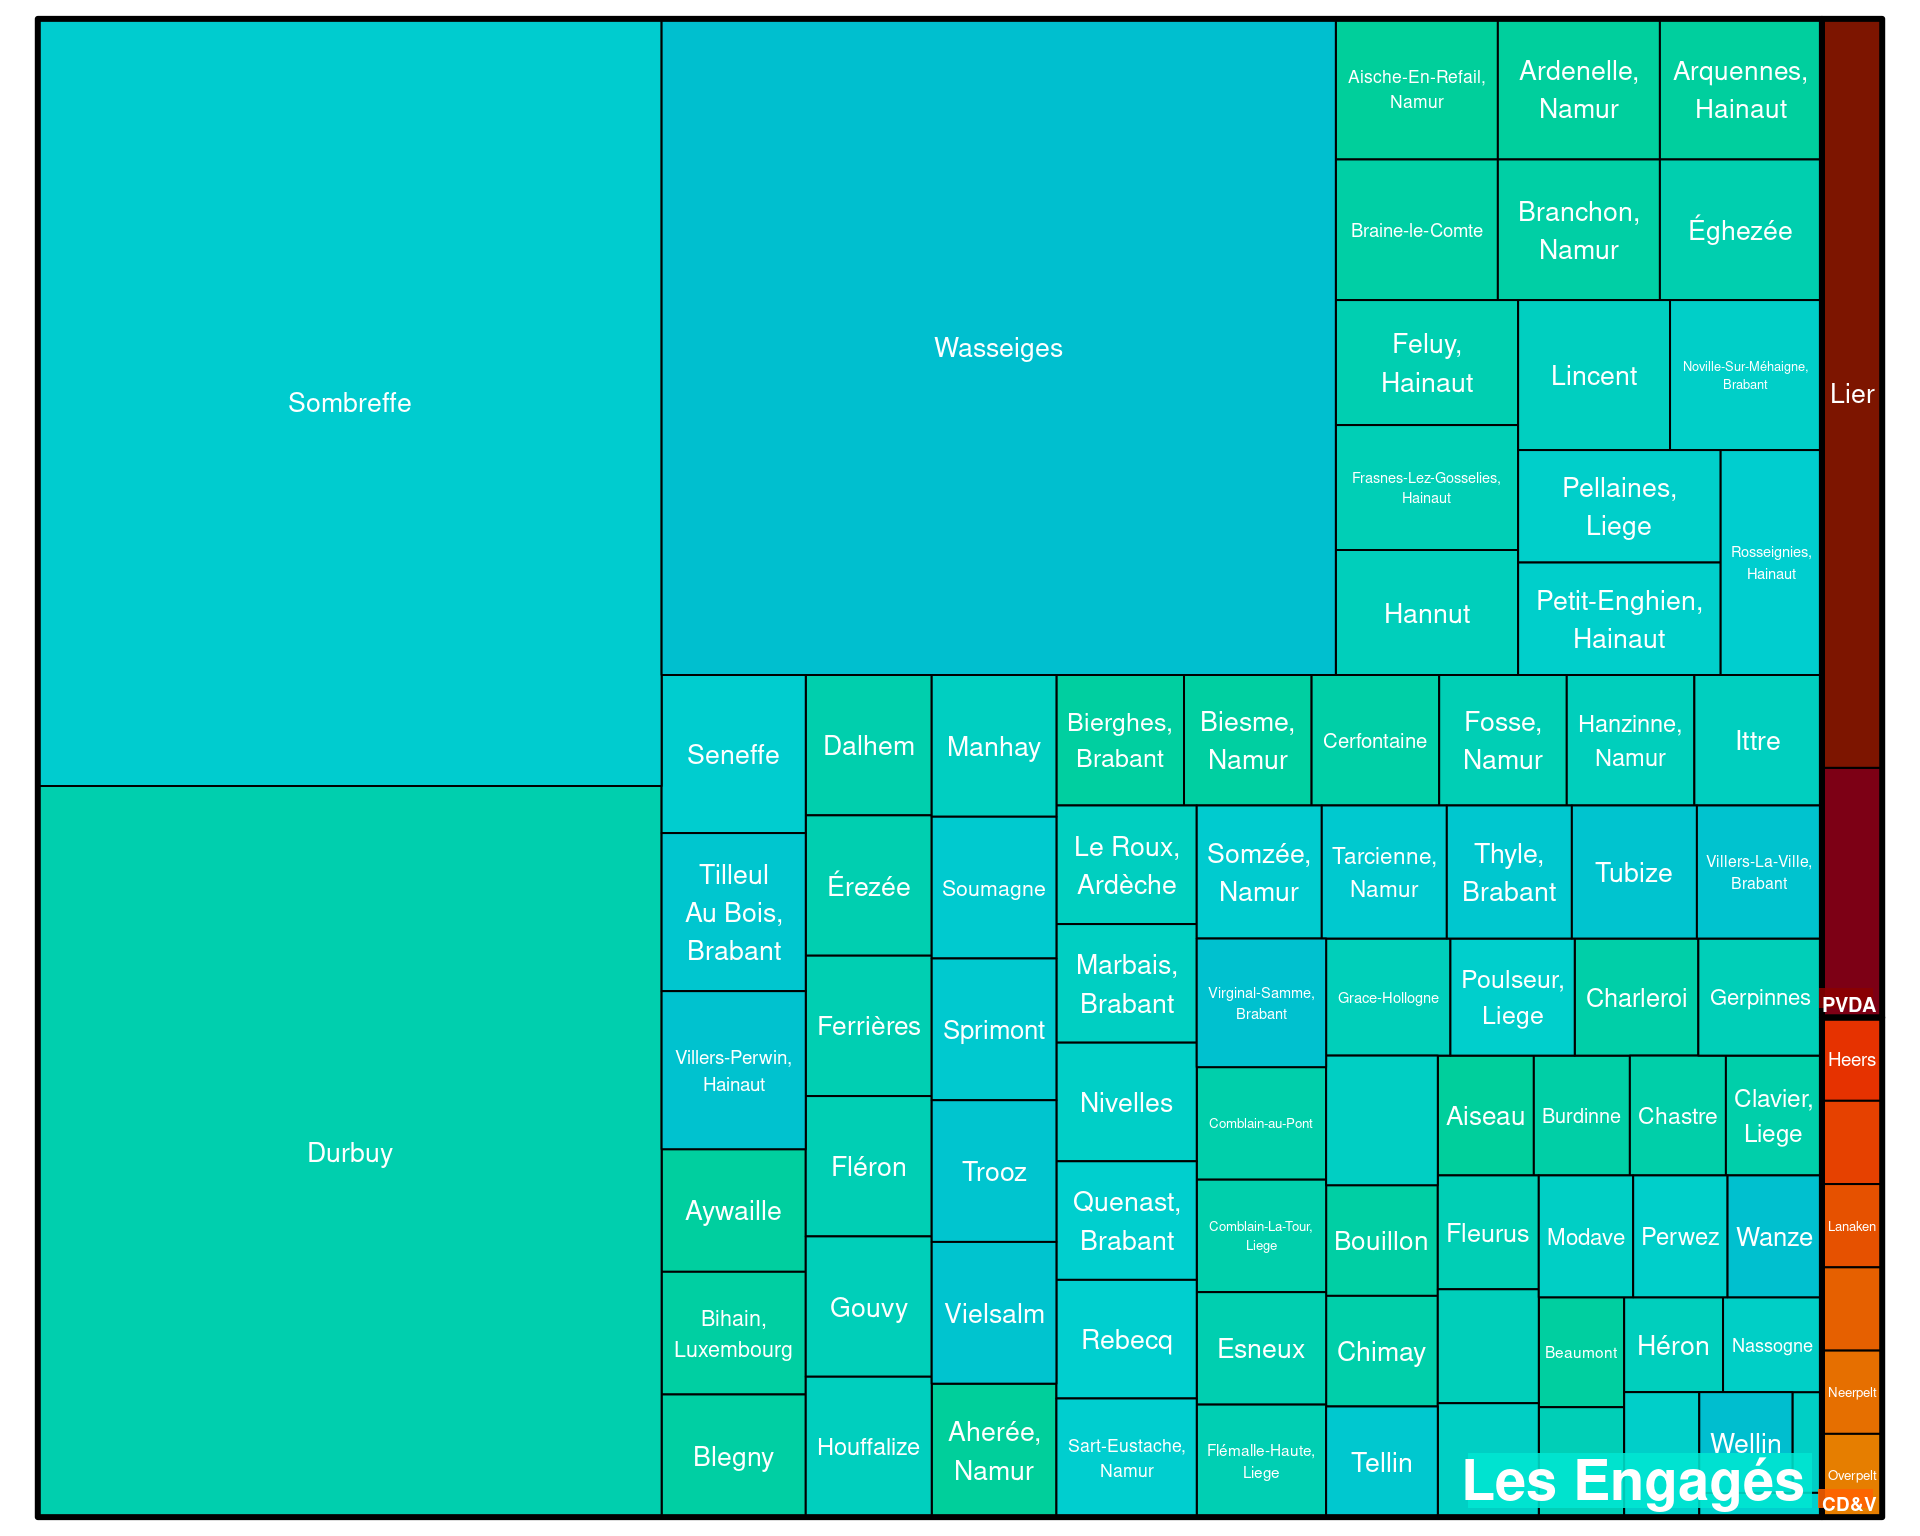 Sombreffe
Durbuy
Wasseiges
Aische-En-Refail,
Namur
Ardenelle,
Namur
Arquennes,
Hainaut
Braine-le-Comte
Branchon,
Namur
Éghezée
Feluy,
Hainaut
Lincent
Noville-Sur-Méhaigne,
Brabant
Frasnes-Lez-Gosselies,
Hainaut
Pellaines,
Liege
Rosseignies,
Hainaut
Hannut
Petit-Enghien,
Hainaut
Seneffe
Tilleul
Au Bois,
Brabant
Villers-Perwin,
Hainaut
Aywaille
Bihain,
Luxembourg
Blegny
Dalhem
Érezée
Ferrières
Fléron
Gouvy
Houffalize
Manhay
Soumagne
Sprimont
Trooz
Vielsalm
Aherée,
Namur
Bierghes,
Brabant
Biesme,
Namur
Cerfontaine
Fosse,
Namur
Hanzinne,
Namur
Ittre
Le Roux,
Ardèche
Marbais,
Brabant
Nivelles
Quenast,
Brabant
Rebecq
Sart-Eustache,
Namur
Somzée,
Namur
Tarcienne,
Namur
Thyle,
Brabant
Tubize
Villers-La-Ville,
Brabant
Virginal-Samme,
Brabant
Grace-Hollogne
Poulseur,
Liege
Charleroi
Gerpinnes
Comblain-au-Pont
Comblain-La-Tour,
Liege
Esneux
Flémalle-Haute,
Liege
Bouillon
Chimay
Tellin
Aiseau
Burdinne
Chastre
Clavier,
Liege
Fleurus
Modave
Perwez
Wanze
Beaumont
Héron
Nassogne
Wellin
Les Engagés
Lier
PVDA
Heers
Lanaken
Neerpelt
Overpelt
CD&V